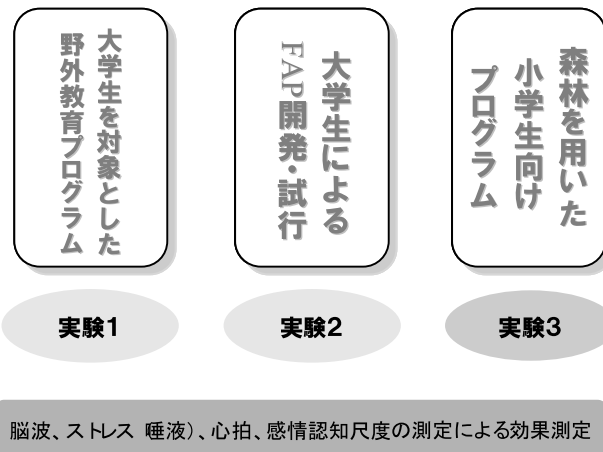 大学生を対象とした
野外教育プログラム
大学生による
FAP開発・試行
森林を用いた
小学生向け
プログラム
実験1
実験2
実験3
脳波、ストレス 唾液）、心拍、感情認知尺度の測定による効果測定